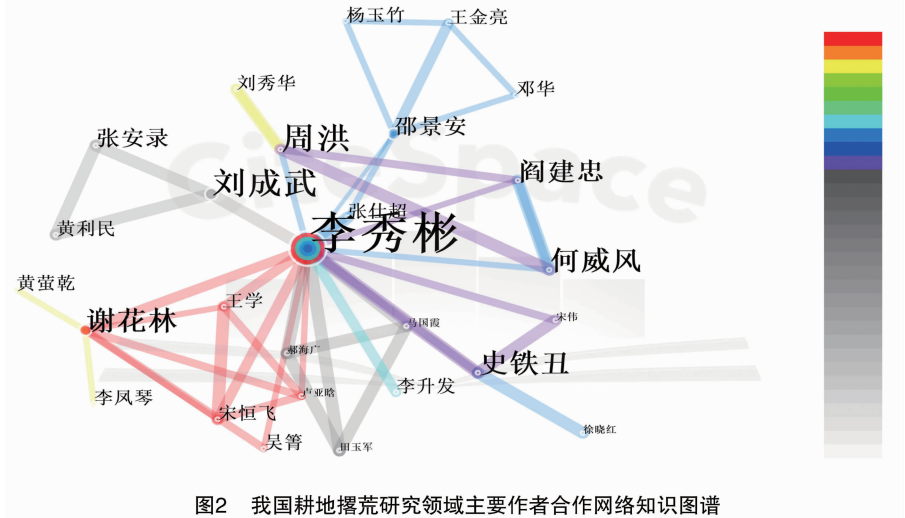 杨玉竹
王金亮
刘秀华
邓华
邵景安
周洪
张安录
阎建忠
刘成武
CiteSpace
张仕超
李秀彬
黄利民
何威风
黄萤乾
王学
谢花林
马国霞
宋伟
郝海广
史铁丑
李升发
卢亚晗
李凤琴
宋恒飞
徐晓红
吴箐
田玉军
图2 我国耕地撂荒研究领域主要作者合作网络知识图谱